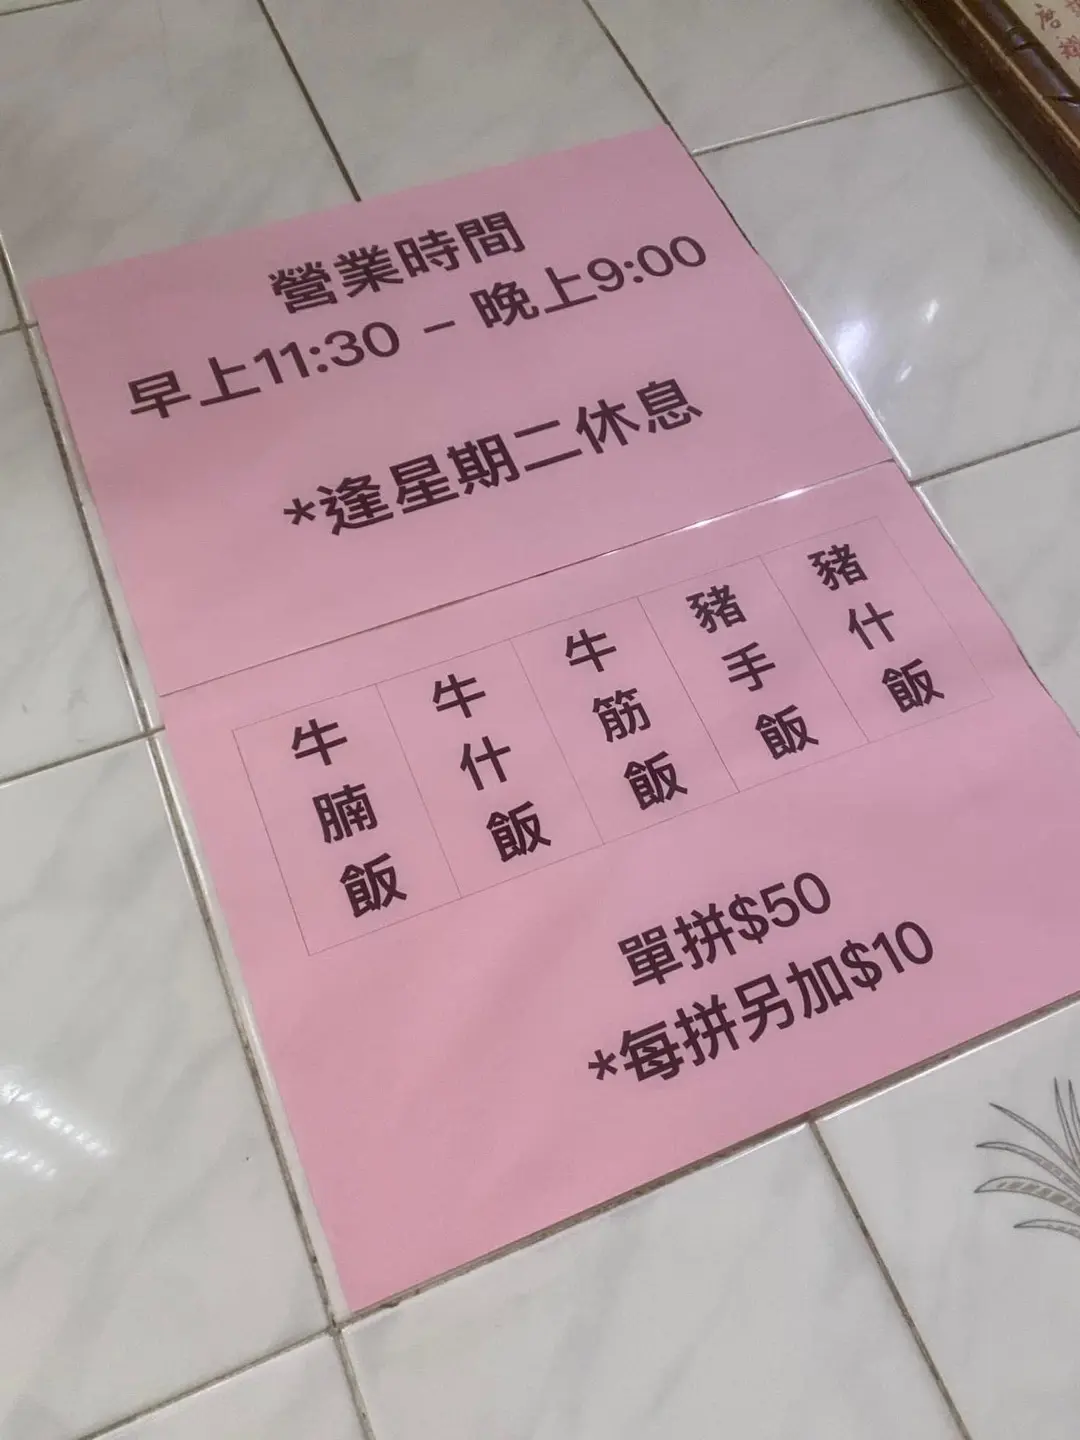 營業時間
早上11:30 - 晚上9:00
*逢星期二休息
豬什飯
豬手飯
牛筋飯
牛什飯
牛腩飯
單拼$50
*每拼另加$10